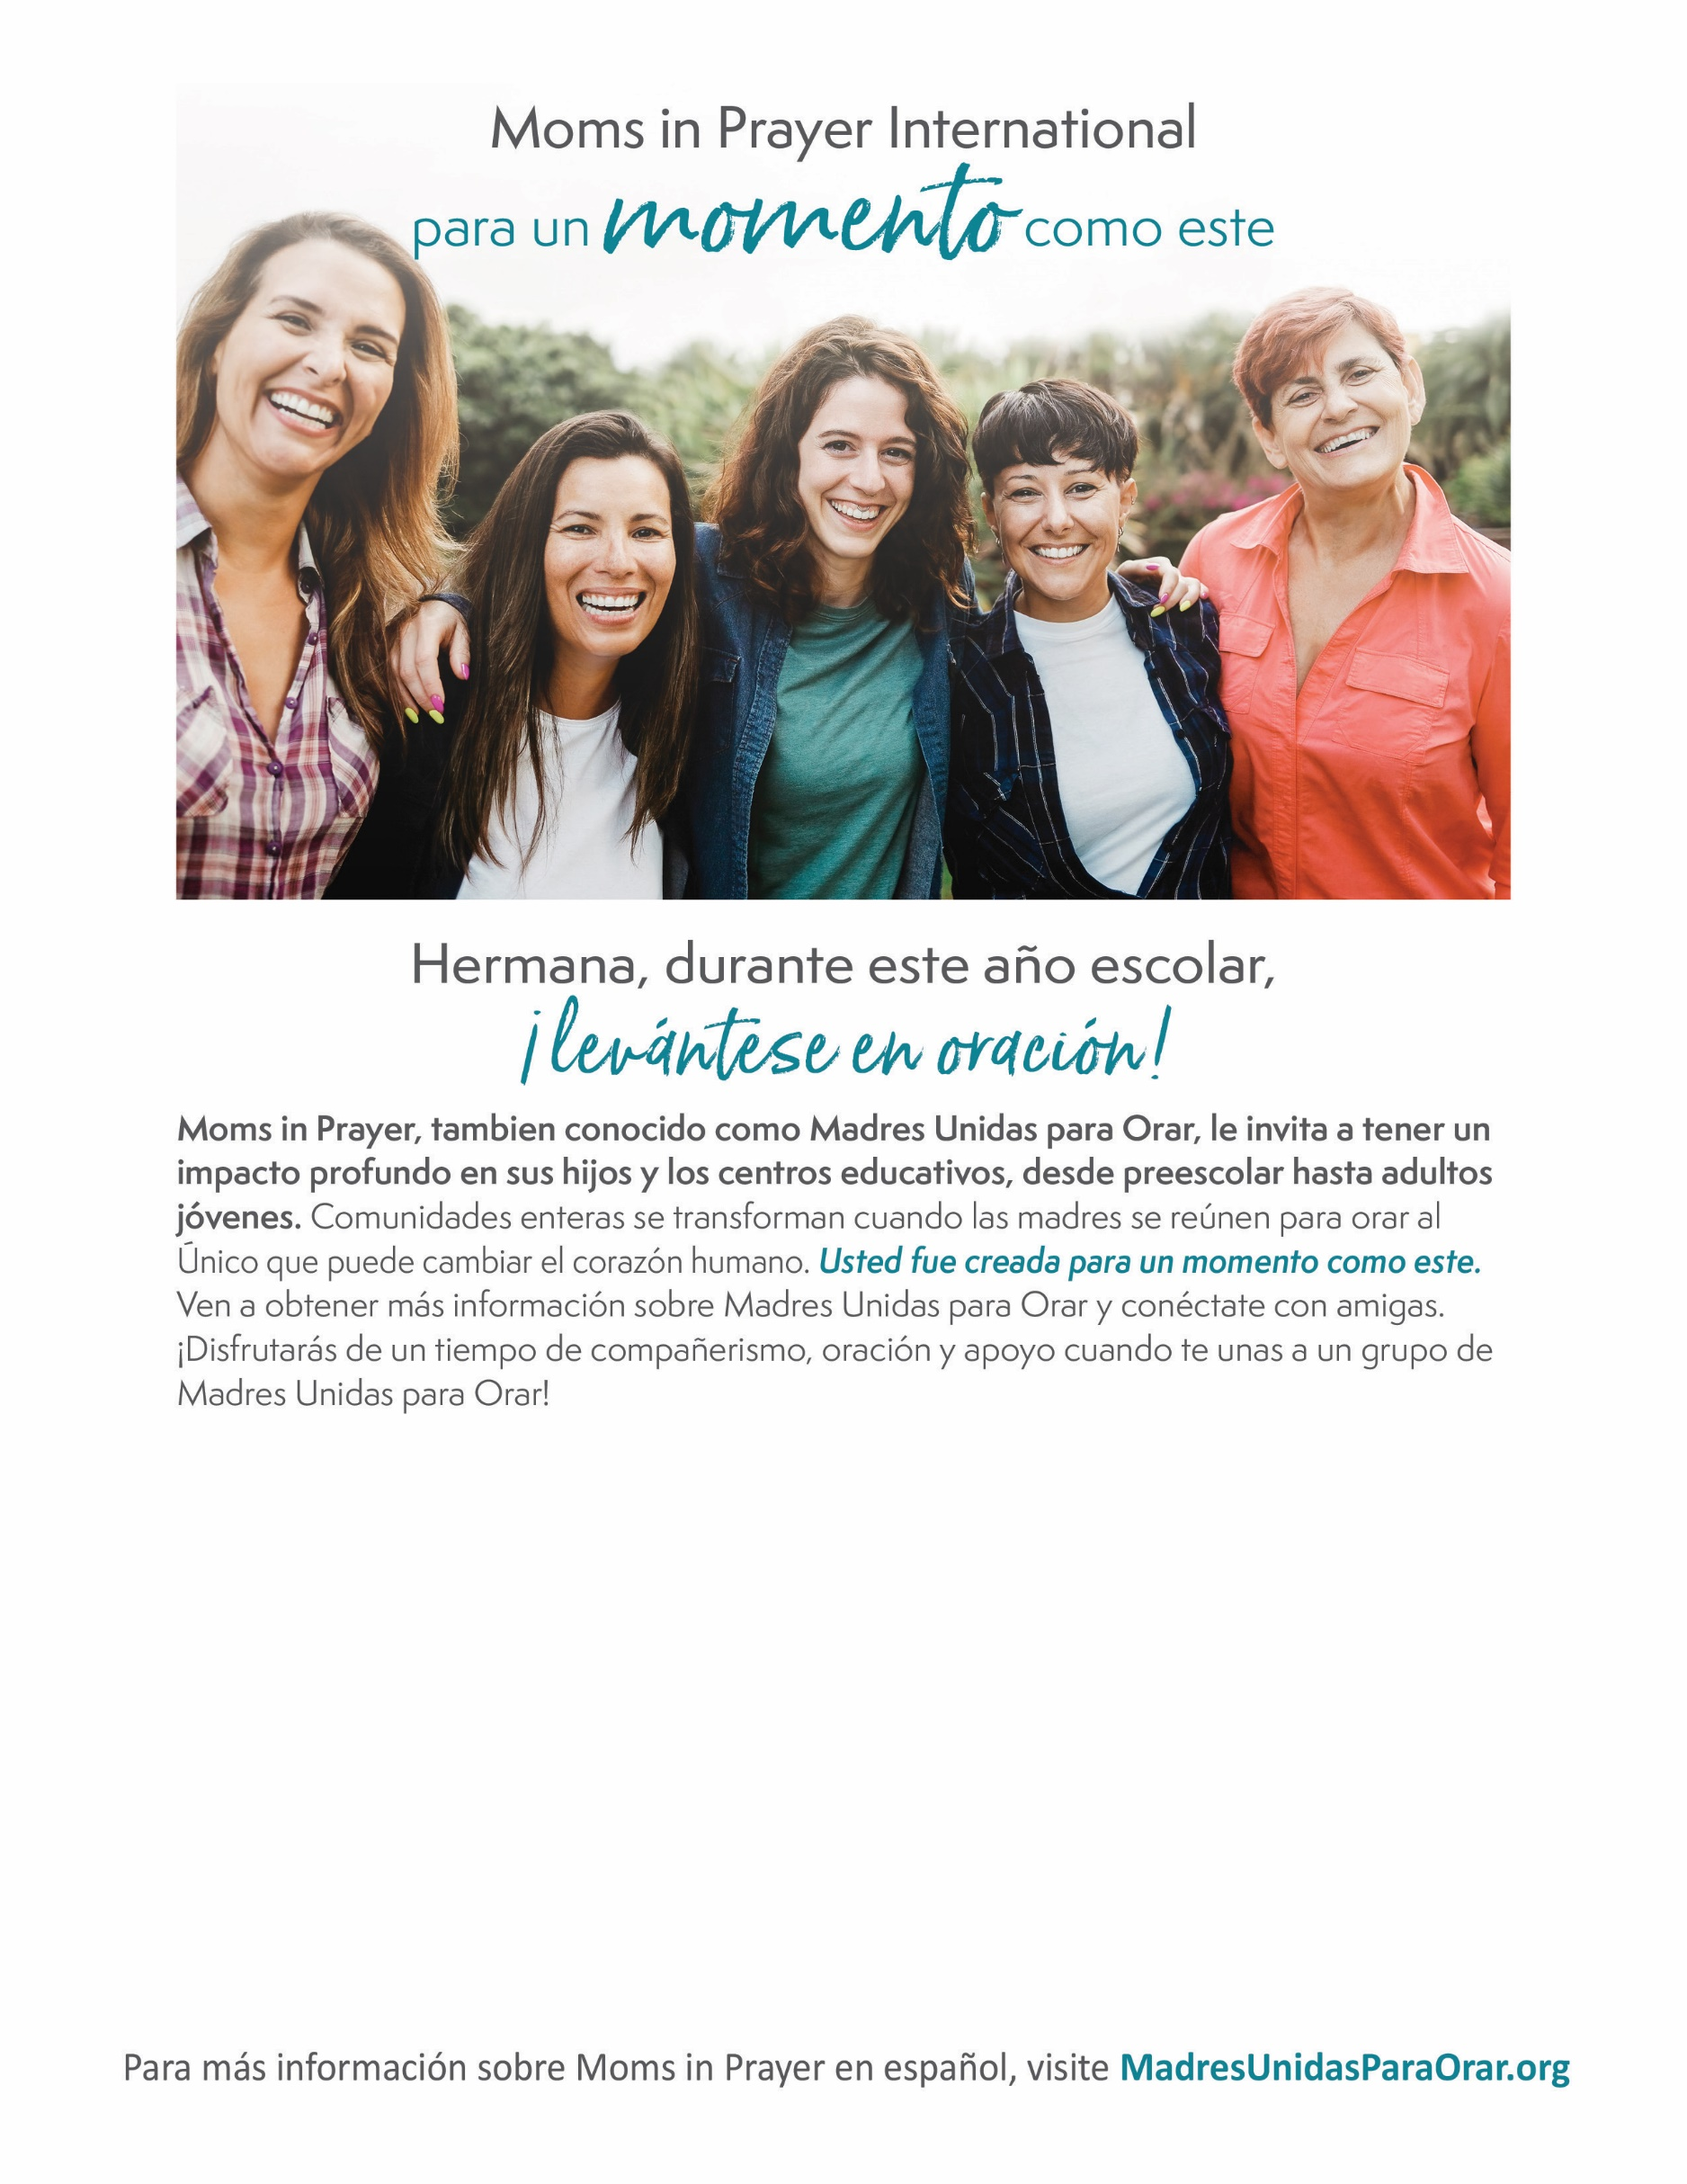 Moms in Prayer International
para un momento como este
Hermana, durante este año escolar,
¡levántese en oración!
Moms in Prayer, tambien conocido como Madres Unidas para Orar, le invita a tener un
impacto profundo en sus hijos y los centros educativos, desde preescolar hasta adultos
jóvenes. Comunidades enteras se transforman cuando las madres se reúnen para orar al
Único que puede cambiar el corazón humano. Usted fue creada para un momento como este.
Ven a obtener más información sobre Madres Unidas para Orar y conéctate con amigas.
¡Disfrutarás de un tiempo de compañerismo, oración y apoyo cuando te unas a un grupo de
Madres Unidas para Orar!
Para más información sobre Moms in Prayer en español, visite MadresUnidasParaOrar.org